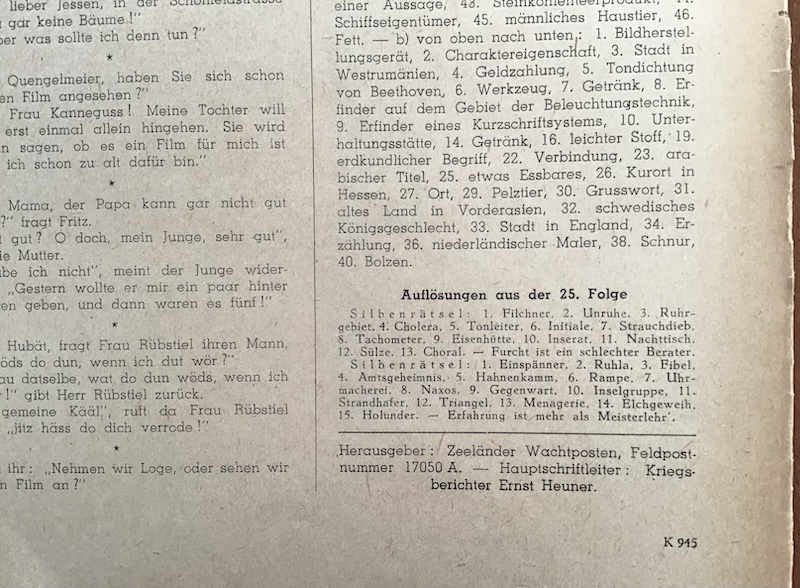 lieber Jessen, in der
gar keine Bäume!"
ber was sollte ich denn tun?"
*
Quengelmeier, haben Sie sich schon
en Film angesehen?"
Frau Kanneguss! Meine Tochter will
erst einmal allein hingehen. Sie wird
n sagen, ob es ein Film für mich ist
ich schon zu alt dafür bin."
*
Mama, der Papa kann gar nicht gut
?" fragt Fritz.
t gut? O doch, mein Junge, sehr gut",
ie Mutter.
ube ich nicht", meint der Junge wider-
„Gestern wollte er mir ein paar hinter
en geben, und dann waren es fünf!"
*
Hubät, fragt Frau Rübstiel ihren Mann,
wöds do dun, wenn ich dut wör?"
au datselbe, wat do dun wöds, wenn ich
!" gibt Herr Rübstiel zurück.
gemeine Kääl", ruft da Frau Rübstiel
„jitz häss do dich verrode!"
*
ihr: „Nehmen wir Loge, oder sehen wir
n Film an?"
einer Aussage, 43. Steinkohlenteerprodukt, 44.
Schiffseigentümer, 45. männliches Haustier, 46.
Fett. — b) von oben nach unten: 1. Bildherstel-
lungsgerät, 2. Charaktereigenschaft, 3. Stadt in
Westrumänien, 4. Geldzahlung, 5. Tondichtung
von Beethoven, 6. Werkzeug, 7. Getränk, 8. Er-
finder auf dem Gebiet der Beleuchtungstechnik,
9. Erfinder eines Kurzschriftsystems, 10. Unter-
haltungsstätte, 14. Getränk, 16. leichter Stoff, 19.
erdkundlicher Begriff, 22. Verbindung, 23. ara-
bischer Titel, 25. etwas Essbares, 26. Kurort in
Hessen, 27. Ort, 29. Pelztier, 30. Grusswort, 31.
altes Land in Vorderasien, 32. schwedisches
Königsgeschlecht, 33. Stadt in England, 34. Er-
zählung, 36. niederländischer Maler, 38. Schnur,
40. Bolzen.
Auflösungen aus der 25. Folge
Silbenrätsel: 1. Filchner, 2. Unruhe, 3. Ruhr-
gebiet, 4. Cholera, 5. Tonleiter, 6. Initiale, 7. Strauchdieb,
8. Tachometer, 9. Eisenhütte, 10. Inserat, 11. Nachttisch,
12. Sülze, 13. Choral. — Furcht ist ein schlechter Berater.
Silbenrätsel: 1. Einspänner, 2. Ruhla, 3. Fibel,
4. Amtsgeheimnis, 5. Hahnenkamm, 6. Rampe, 7. Uhr-
macherei, 8. Naxos, 9. Gegenwart, 10. Inselgruppe, 11.
Strandhafer, 12. Triangel, 13. Menagerie, 14. Elchgeweih,
15. Holunder. — Erfahrung ist mehr als Meisterlehr'.
Herausgeber: Zeeländer Wachtposten, Feldpost-
nummer 17050 A. — Hauptschriftleiter: Kriegs-
berichter Ernst Heuner.
K 945